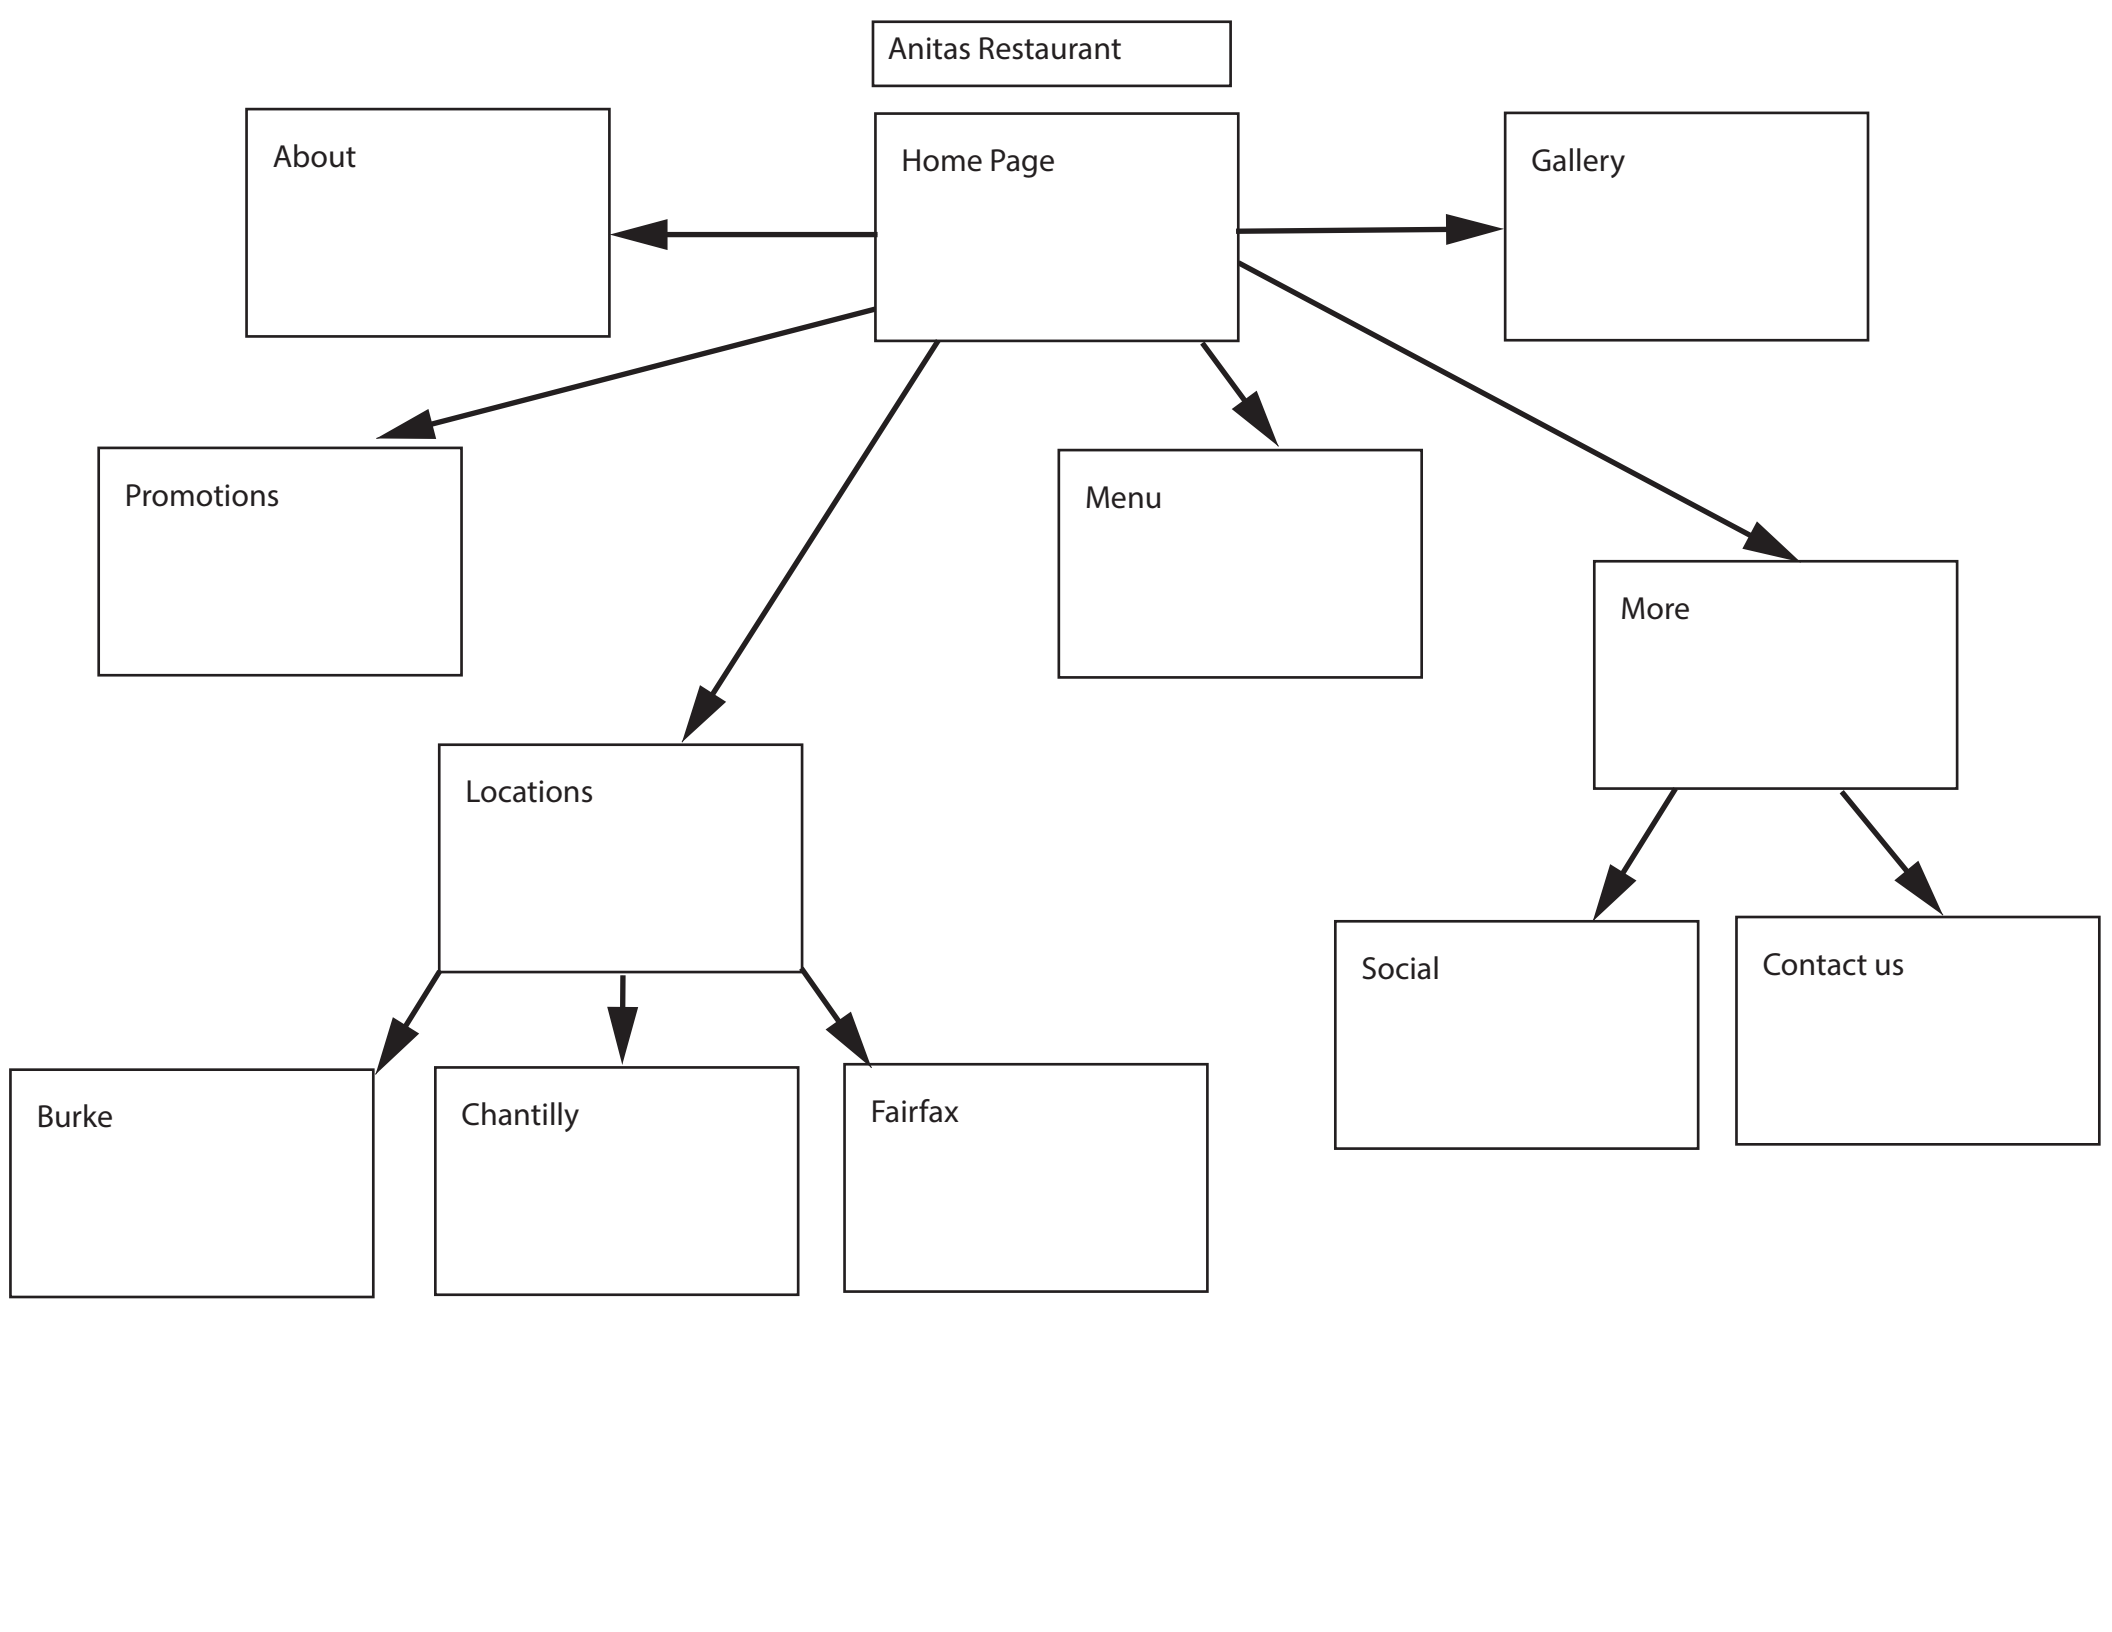 Anitas Restaurant
About
Home Page
Gallery
Promotions
Menu
More
Locations
Social
Contact us
Burke
Chantilly
Fairfax